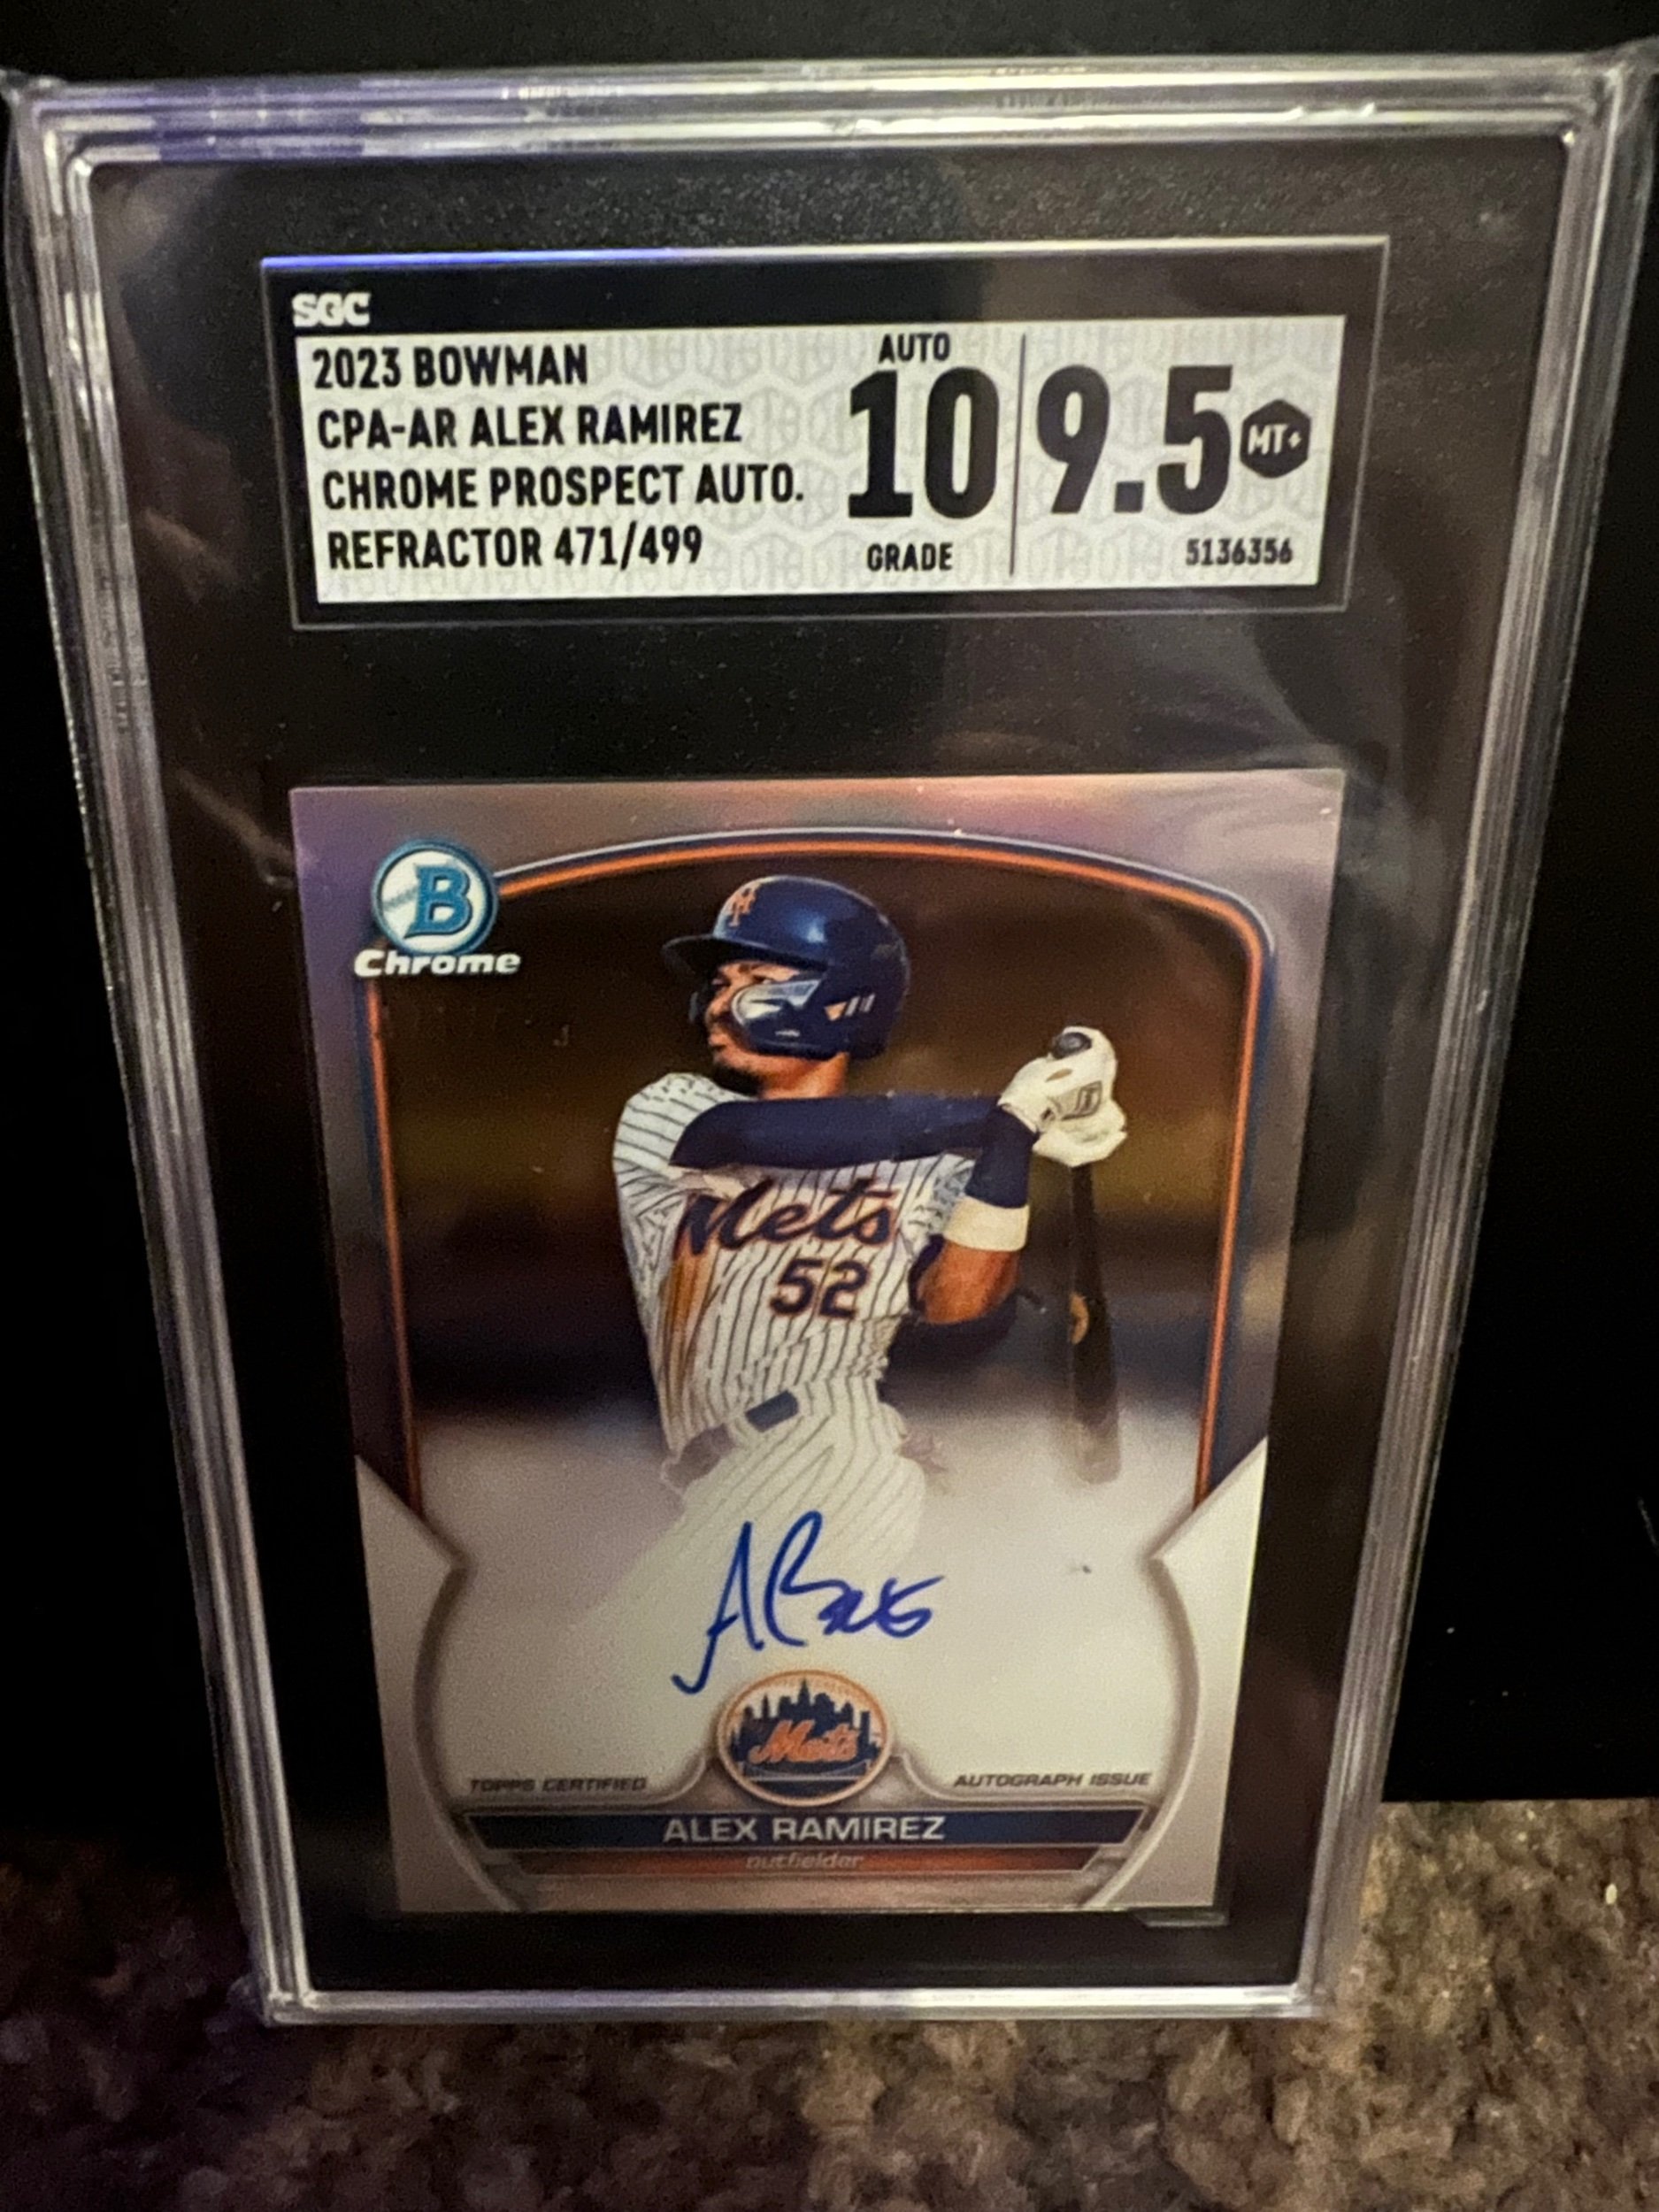 SGC
2023 BOWMAN
CPA-AR ALEX RAMIREZ
CHROME PROSPECT AUTO.
REFRACTOR 471/499
AUTO
10
GRADE
9.5
MT+
5136356
B
Chrome
Mets
52
Mets
TOPPS CERTIFIED
AUTOGRAPH ISSUE
ALEX RAMIREZ
outfielder